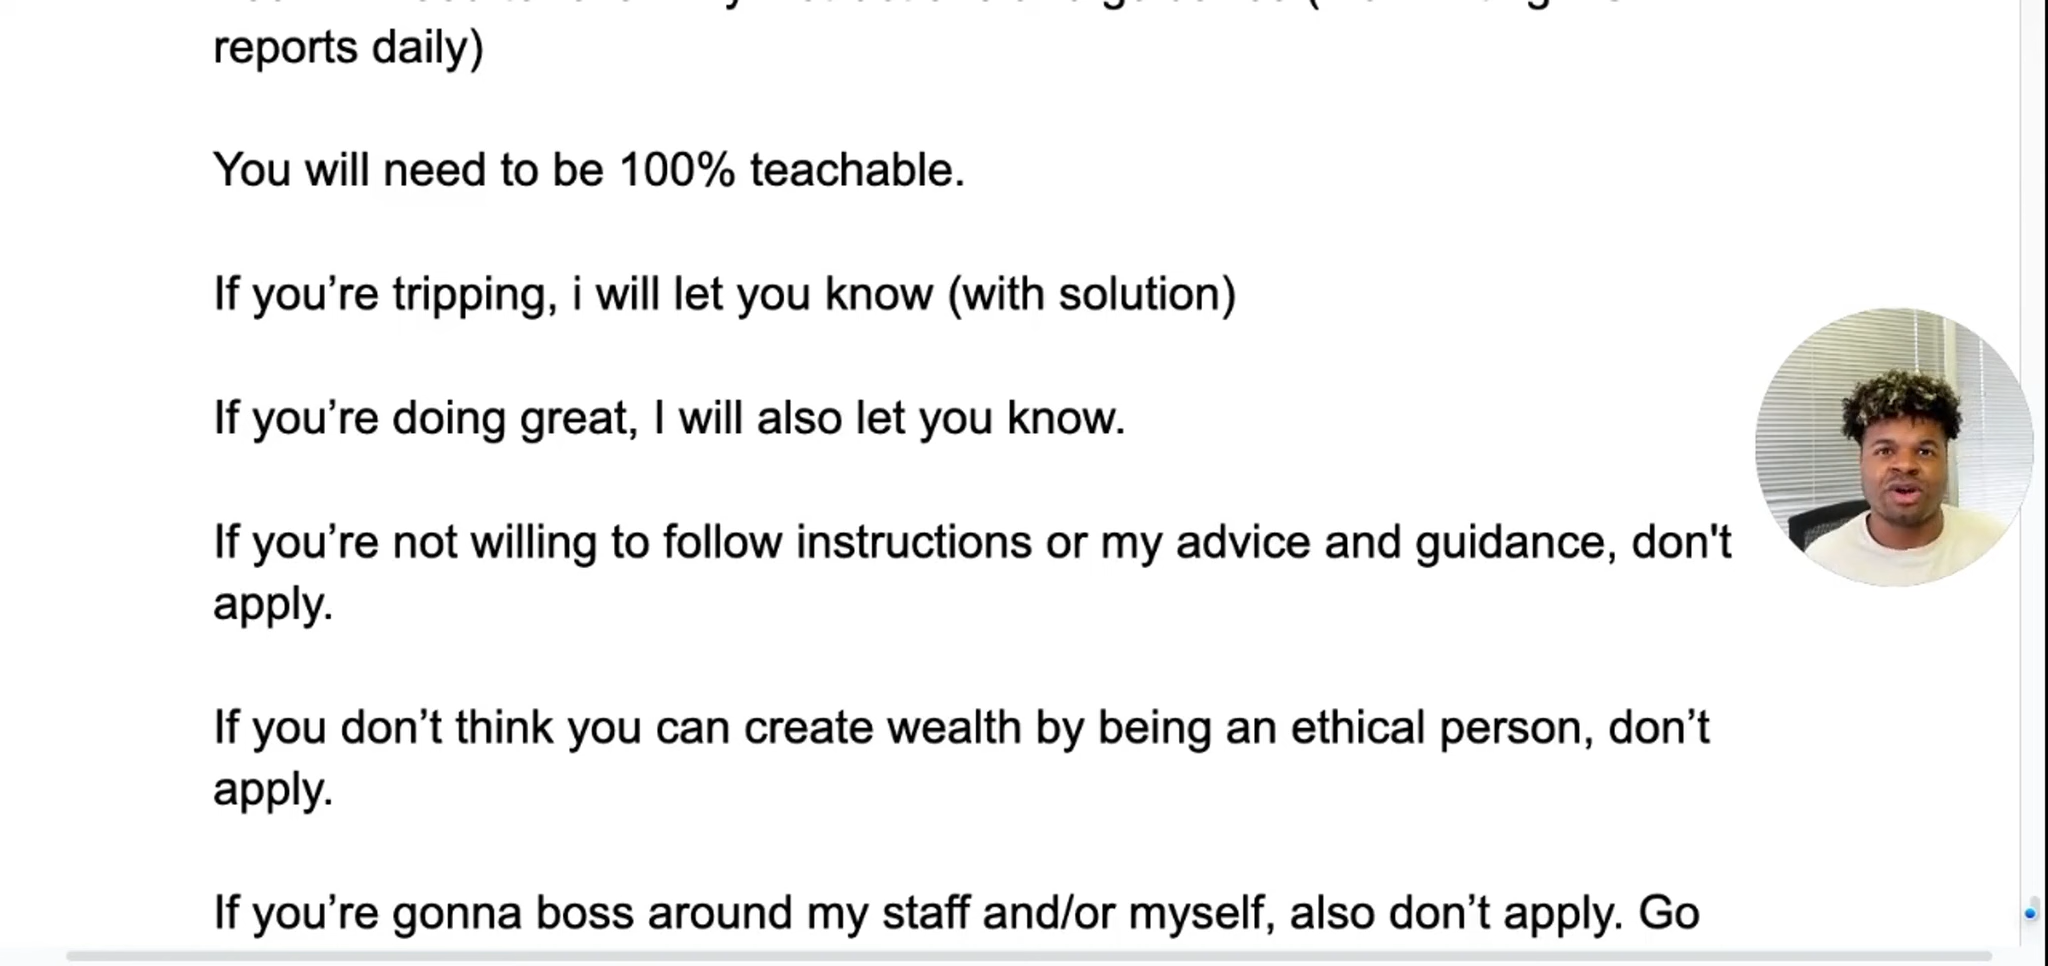 reports daily)
You will need to be 100% teachable.
If you’re tripping, i will let you know (with solution)
If you’re doing great, I will also let you know.
If you’re not willing to follow instructions or my advice and guidance, don't
apply.
If you don’t think you can create wealth by being an ethical person, don’t
apply.
If you’re gonna boss around my staff and/or myself, also don’t apply. Go